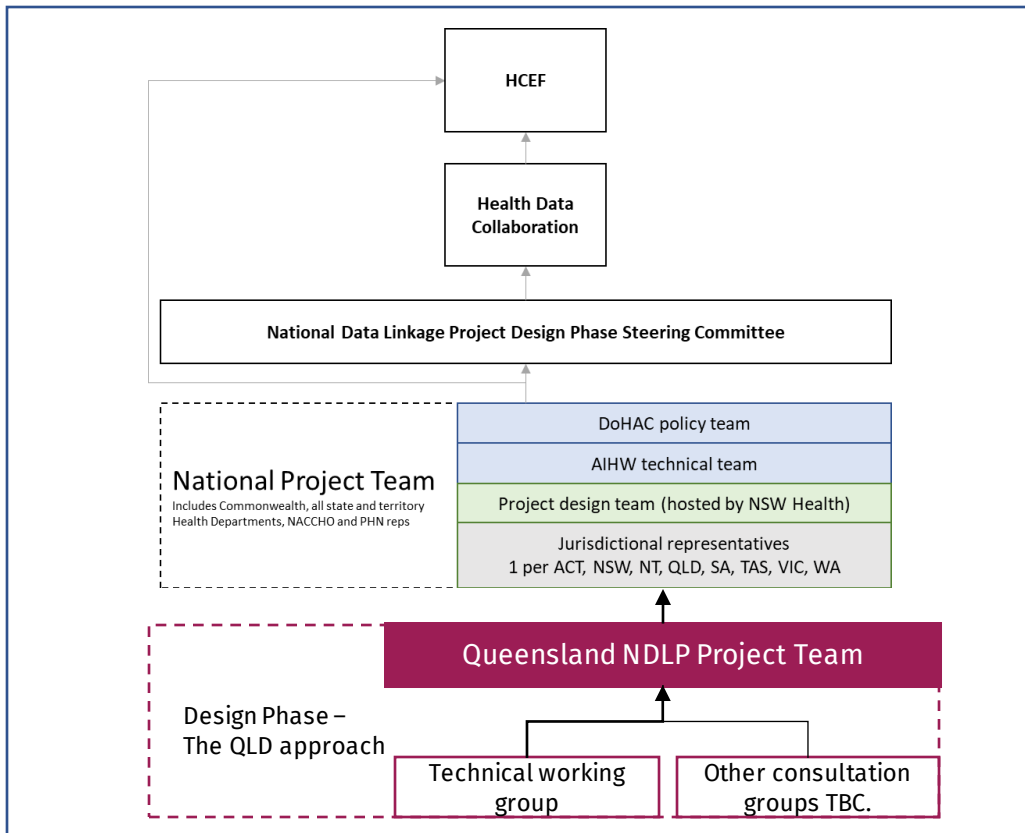 HCEF
Health Data
Collaboration
National Data Linkage Project Design Phase Steering Committee
National Project Team
Includes Commonwealth, all state and territory
Health Departments, NACCHO and PHN reps
DoHAC policy team
AIHW technical team
Project design team (hosted by NSW Health)
Jurisdictional representatives
1 per ACT, NSW, NT, QLD, SA, TAS, VIC, WA
Queensland NDLP Project Team
Design Phase –
The QLD approach
Technical working
group
Other consultation
groups TBC.